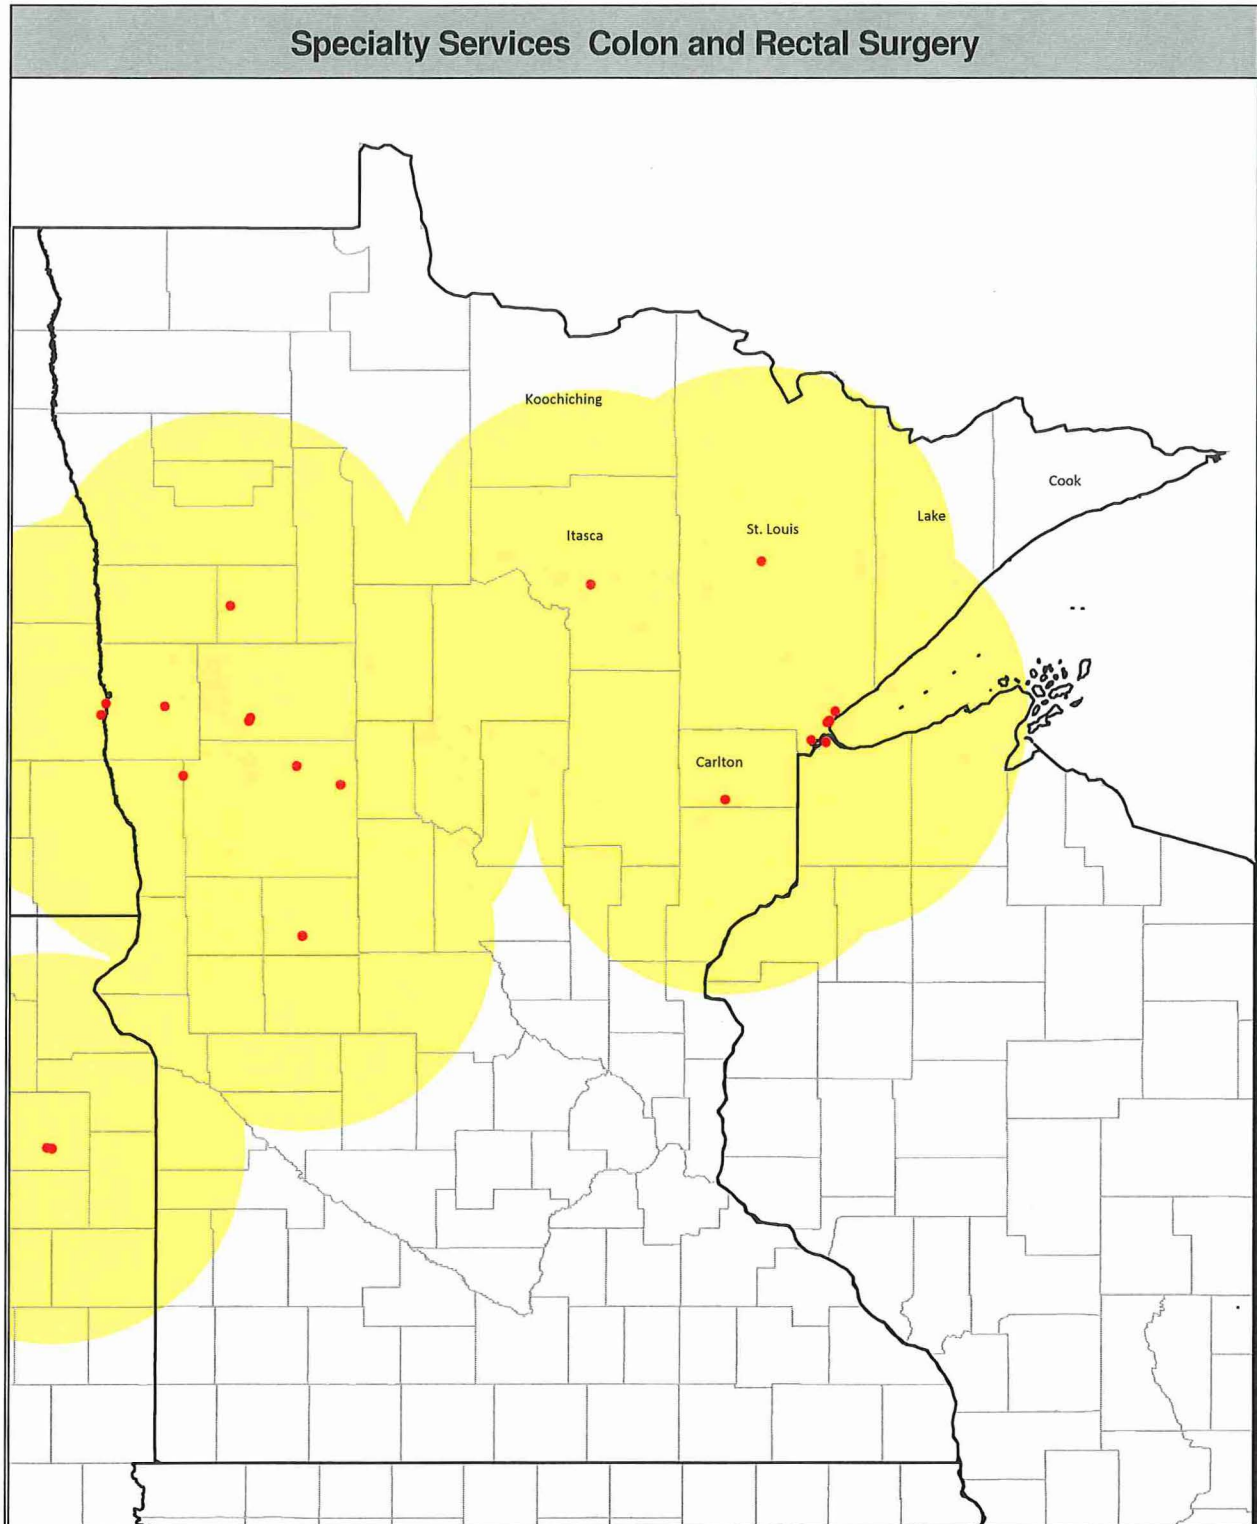 Specialty Services Colon and Rectal Surgery
Koochiching
Cook
Lake
St. Louis
Itasca
Carlton